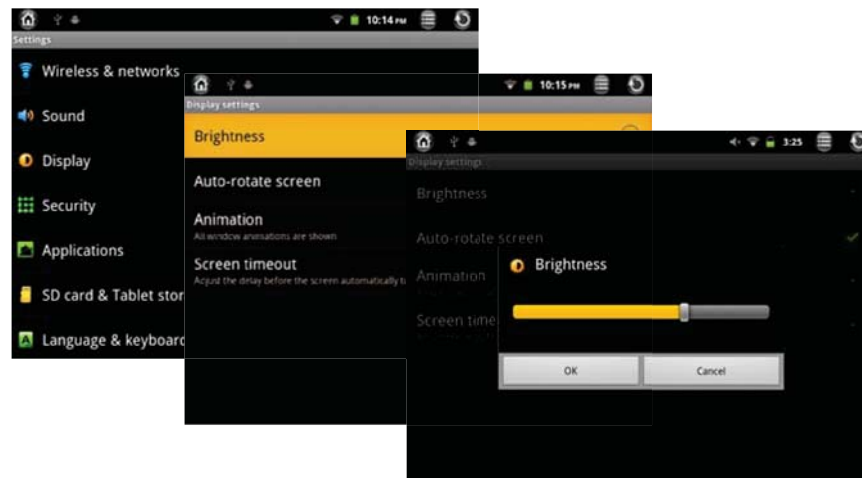 10:14 PM
Settings
Wireless & networks
Sound
Display
Security
Applications
SD card & Tablet stor
Language & keyboard
10:15 PM
Display settings
Brightness
Auto-rotate screen
Animation
All window animations are shown
Screen timeout
Adjust the delay before the screen automatically t
3:25
Display settings
Brightness
Auto-rotate screen
Animation
Screen time
Brightness
OK
Cancel